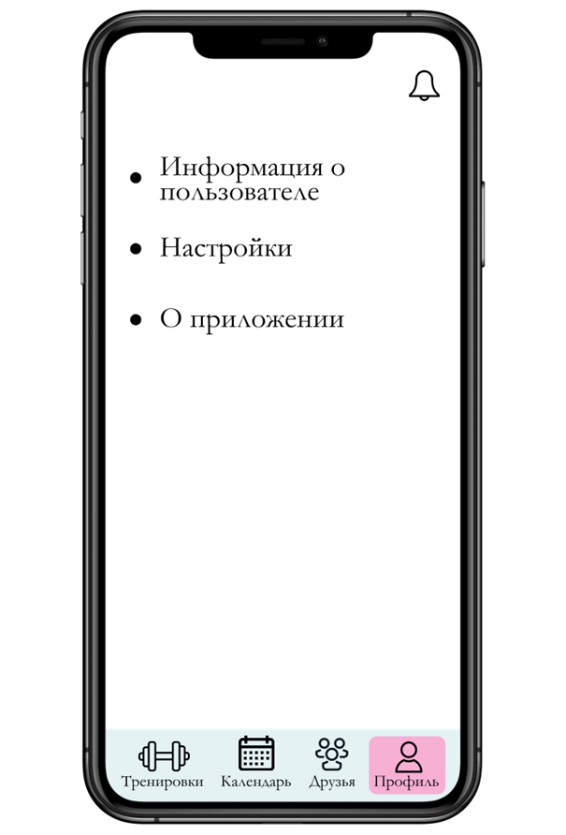 Информация о
пользователе
Настройки
О приложении
Тренировки
Календарь
Друзья
Профиль